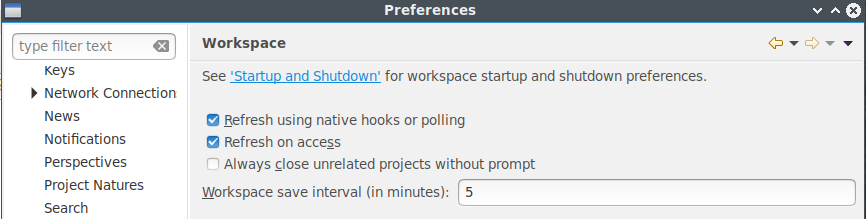 Preferences
type filter text
Keys
Network Connection
News
Notifications
Perspectives
Project Natures
Search
Workspace
See 'Startup and Shutdown' for workspace startup and shutdown preferences.
Refresh using native hooks or polling
Refresh on access
Always close unrelated projects without prompt
Workspace save interval (in minutes): 5